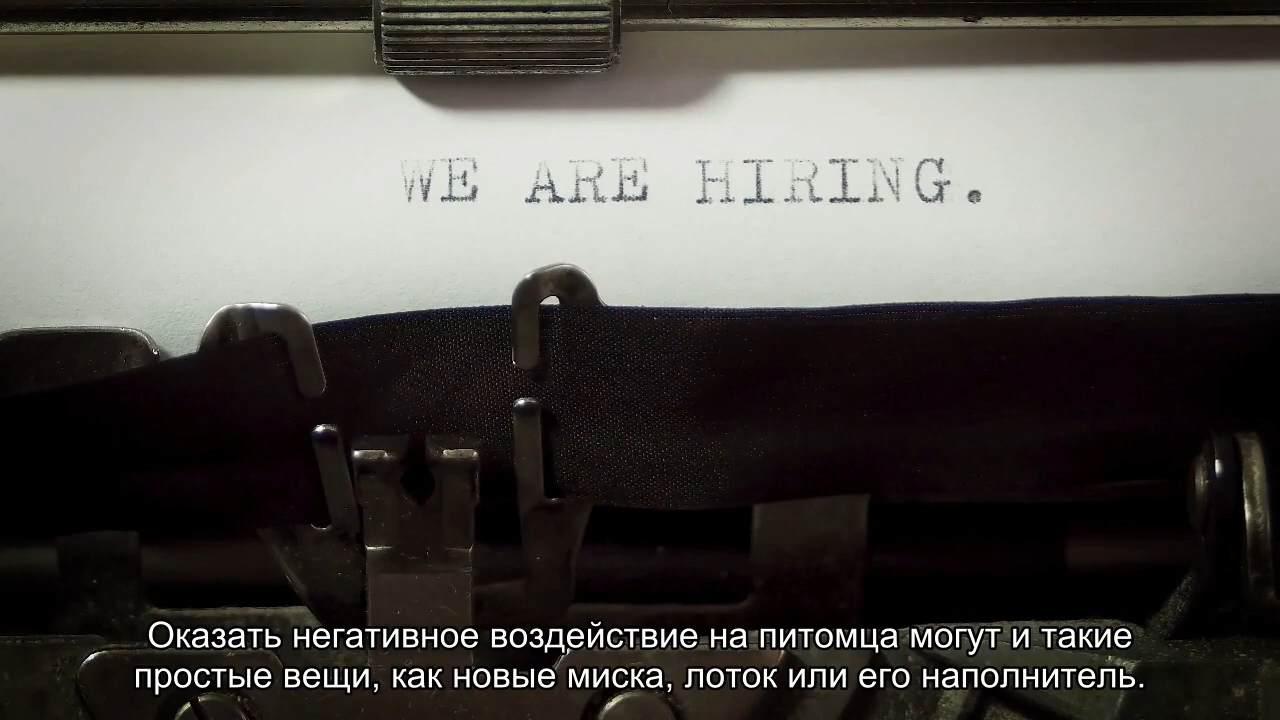 WE ARE HIRING.
Оказать негативное воздействие на питомца могут и такие
простые вещи, как новые миска, лоток или его наполнитель.